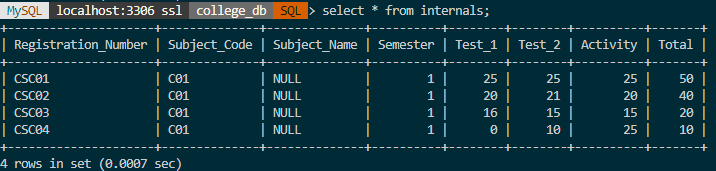 MySQL localhost:3306 ssl college_db SQL > select * from internals;
+---------------------+--------------+--------------+----------+--------+--------+----------+-------+
| Registration_Number | Subject_Code | Subject_Name | Semester | Test_1 | Test_2 | Activity | Total |
+---------------------+--------------+--------------+----------+--------+--------+----------+-------+
| CSC01               | C01          | NULL         |        1 |     25 |     25 |       25 |    50 |
| CSC02               | C01          | NULL         |        1 |     20 |     21 |       20 |    40 |
| CSC03               | C01          | NULL         |        1 |     16 |     15 |       15 |    20 |
| CSC04               | C01          | NULL         |        1 |      0 |     10 |       25 |    10 |
+---------------------+--------------+--------------+----------+--------+--------+----------+-------+
4 rows in set (0.0007 sec)